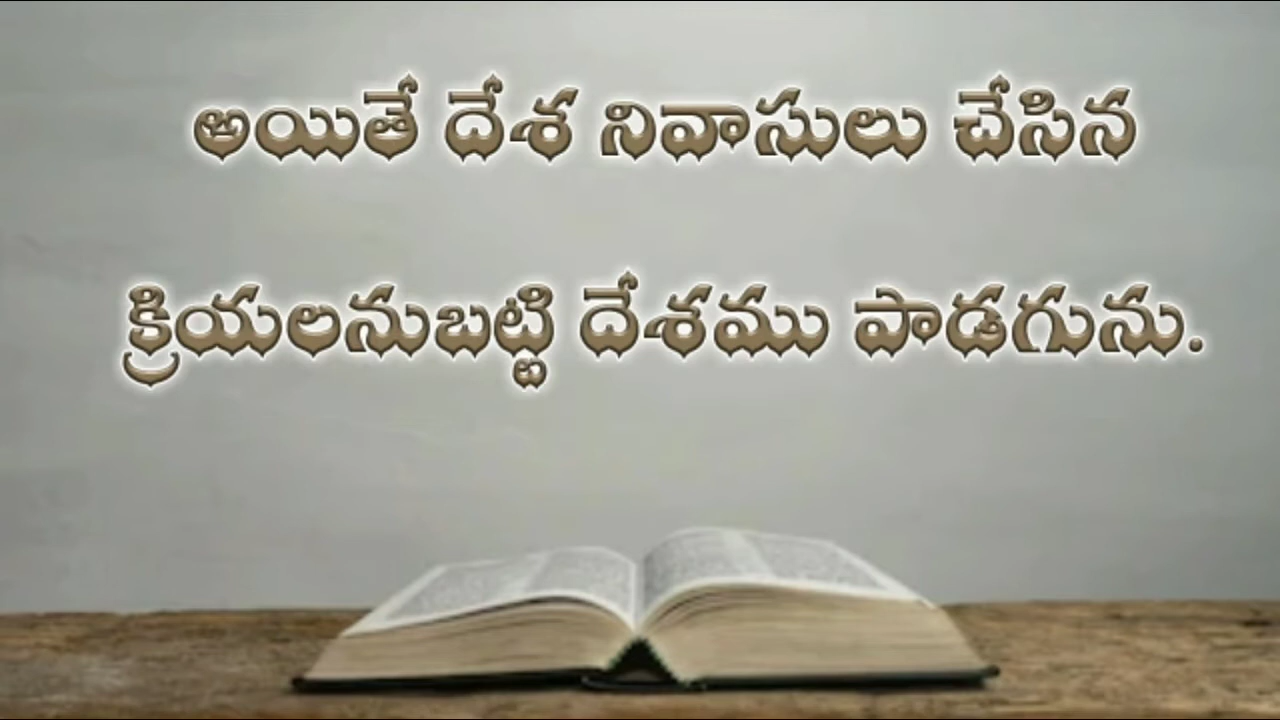 అయితే దేశ నివాసులు చేసిన
క్రియలనుబట్టి దేశము పాడగును.